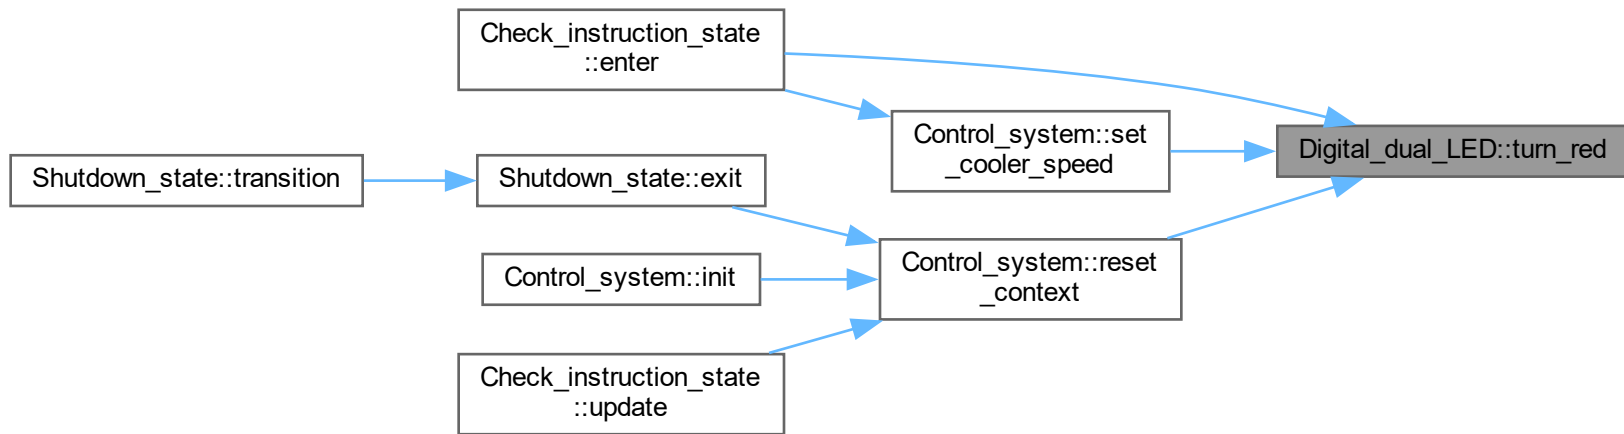 Check_instruction_state
::enter
Control_system::set
_cooler_speed
Digital_dual_LED::turn_red
Shutdown_state::transition
Shutdown_state::exit
Control_system::reset
_context
Control_system::init
Check_instruction_state
::update